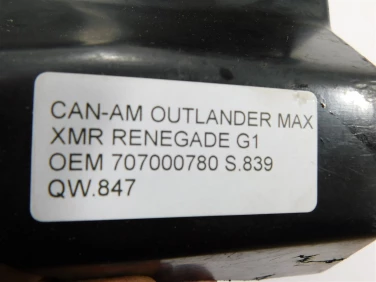 CAN-AM OUTLANDER MAX
XMR RENEGADE G1
OEM 707000780 S.839
QW.847